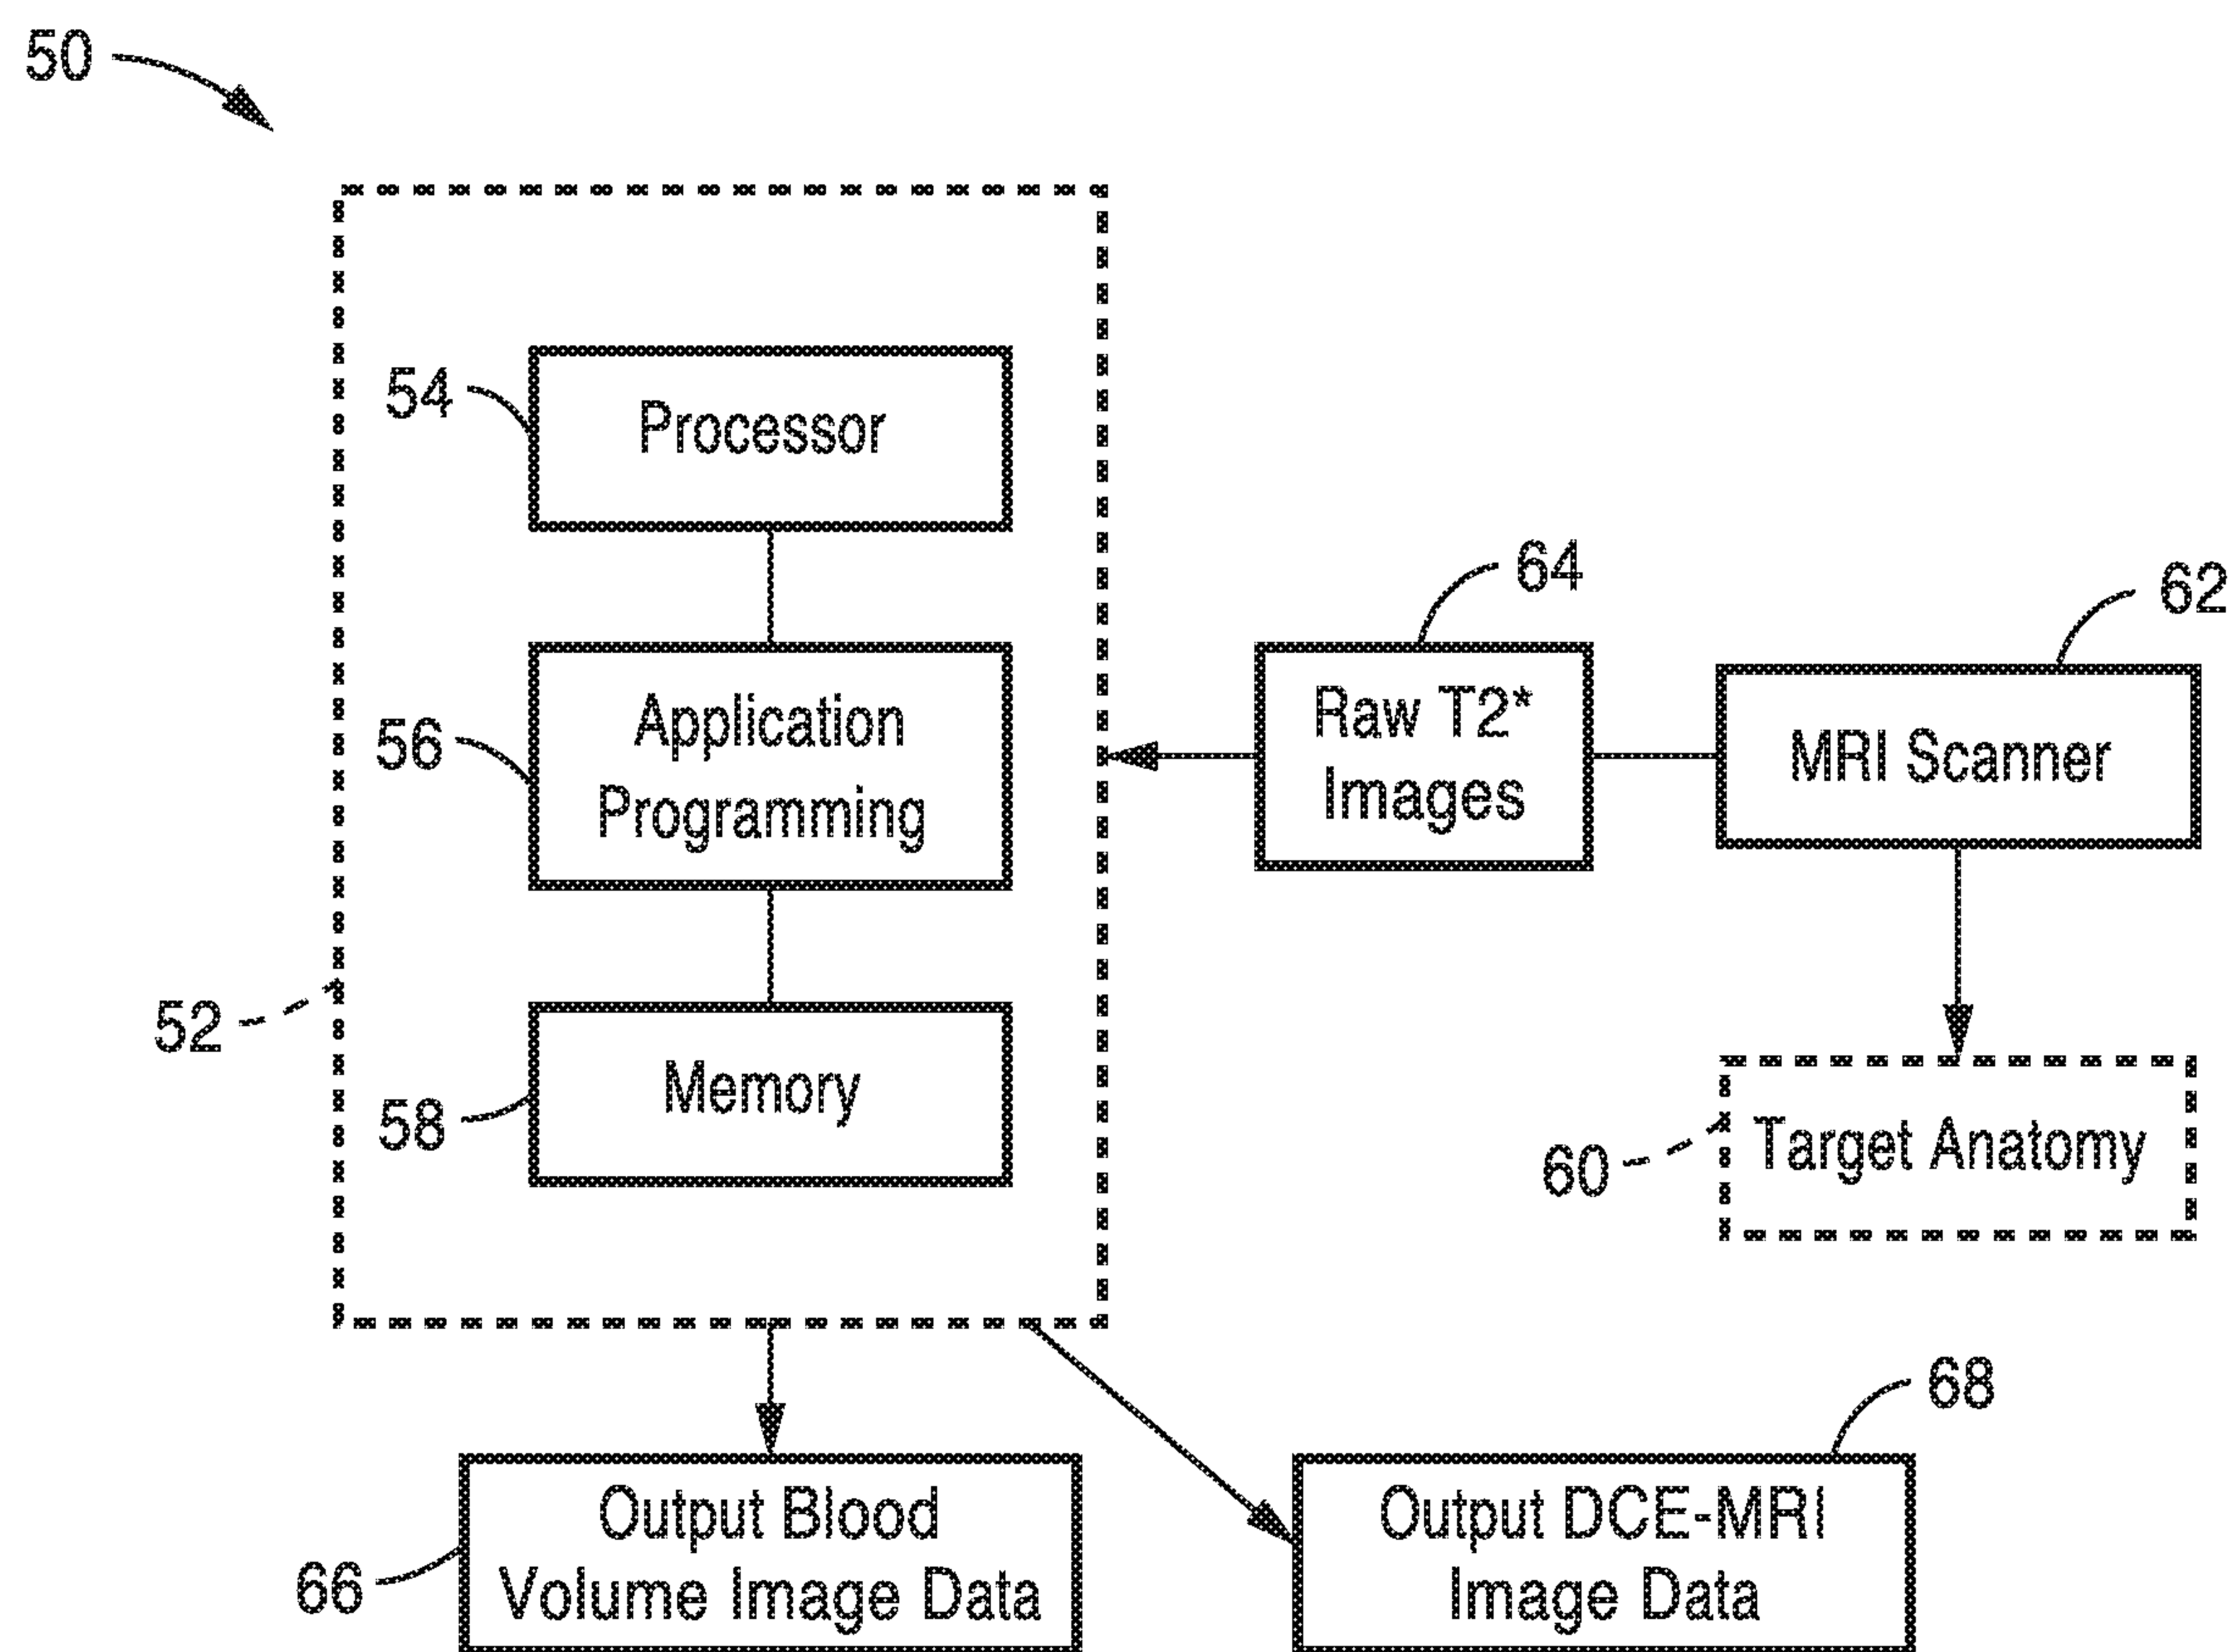 50
54
Processor
64
62
56
Application
Programming
Raw T2*
Images
MRI Scanner
52
58
Memory
60
Target Anatomy
68
66
Output Blood
Volume Image Data
Output DCE-MRI
Image Data